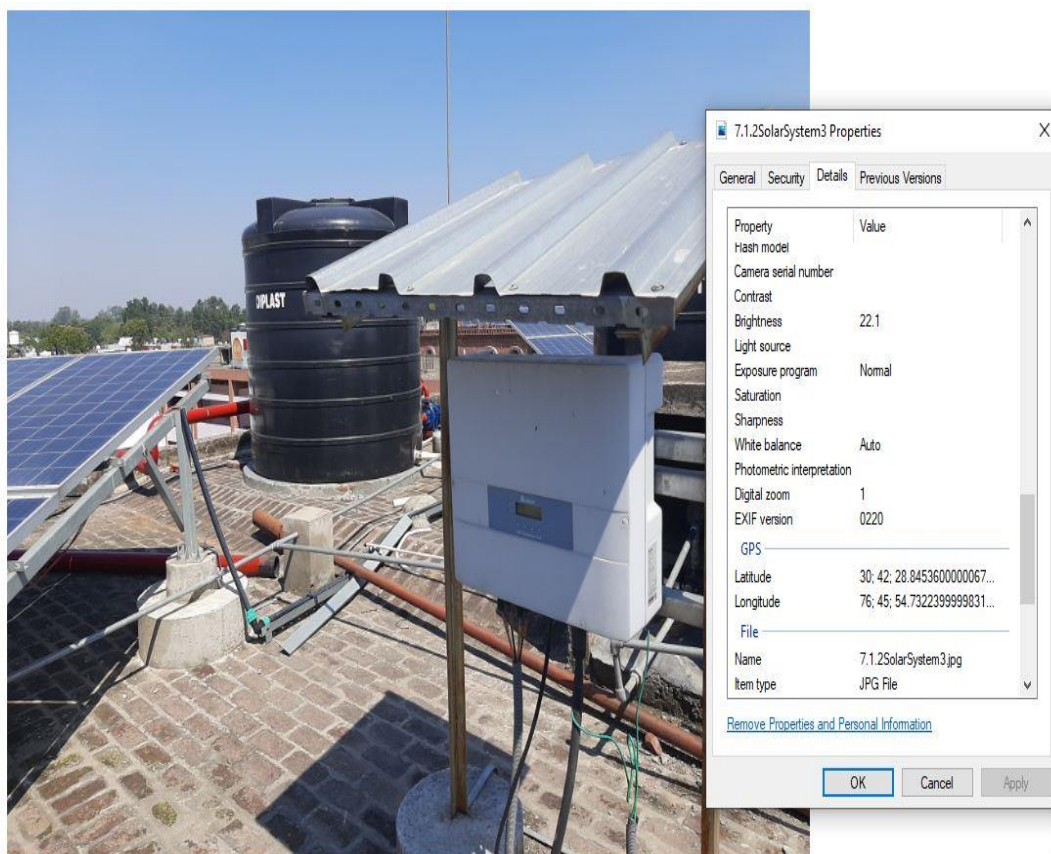 DIPLAST
7.1.2SolarSystem3 Properties
X
General Security Details Previous Versions
Property Value
Flash model
Camera serial number
Contrast
Brightness 22.1
Light source
Exposure program Normal
Saturation
Sharpness
White balance Auto
Photometric interpretation
Digital zoom 1
EXIF version 0220
GPS
Latitude 30; 42; 28.8453600000067...
Longitude 76; 45; 54.7322399999831...
File
Name 7.1.2SolarSystem3.jpg
Item type JPG File
Remove Properties and Personal Information
OK Cancel Apply